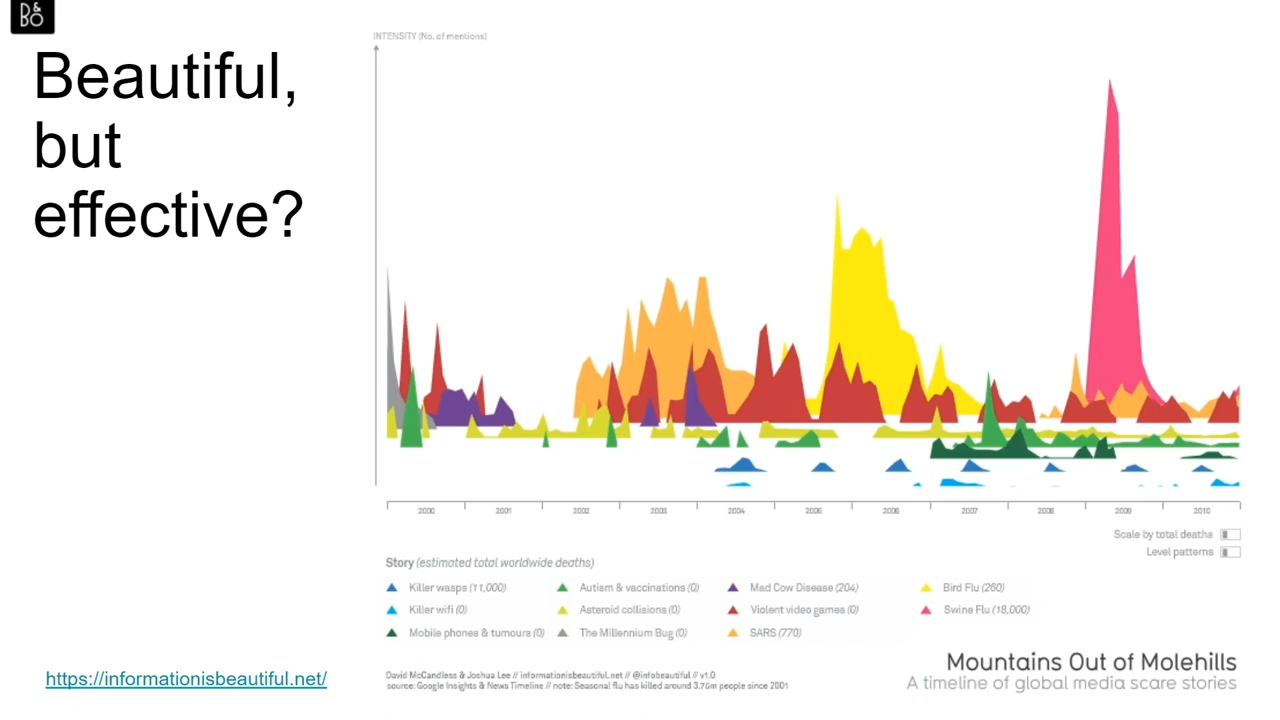 B&O
Beautiful,
but
effective?
INTENSITY (No. of mentions)
2000 2001 2002 2003 2004 2005 2006 2007 2008 2009 2010
Scale by total deaths
Level patterns
Story (estimated total worldwide deaths)
Killer wasps (11,000) Autism & vaccinations (0) Mad Cow Disease (204) Bird Flu (260)
Killer wifi (0) Asteroid collisions (0) Violent video games (0) Swine Flu (18,000)
Mobile phones & tumours (0) The Millennium Bug (0) SARS (770)
David McCandless & Joshua Lee // informationisbeautiful.net // @infobeautiful // v1.0
source: Google Insights & News Timeline // note: Seasonal flu has killed around 3.75m people since 2001
Mountains Out of Molehills
A timeline of global media scare stories
https://informationisbeautiful.net/